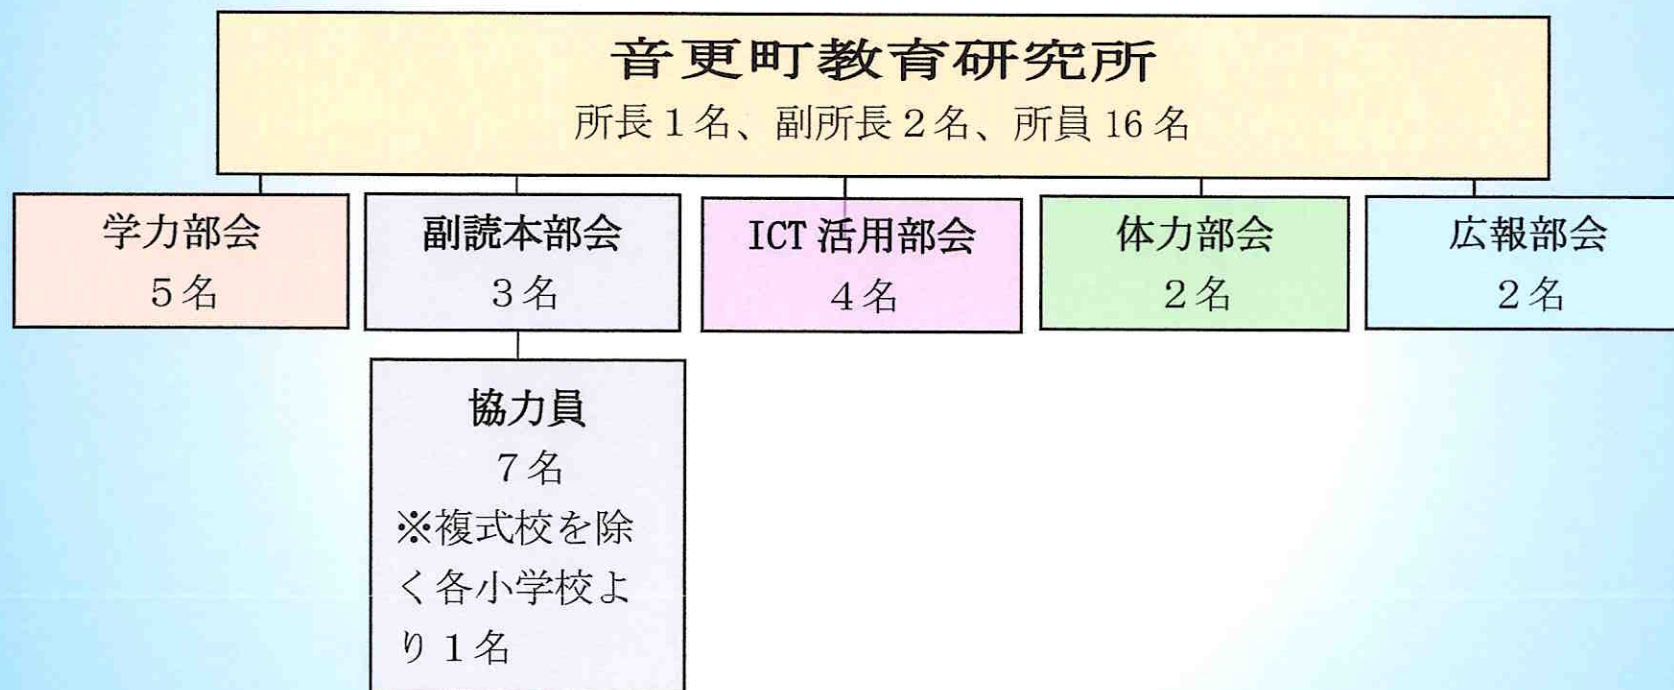 音更町教育研究所
所長１名、副所長２名、所員 16 名
学力部会
５名
副読本部会
３名
ICT 活用部会
４名
体力部会
２名
広報部会
２名
協力員
７名
※複式校を除
く各小学校よ
り１名